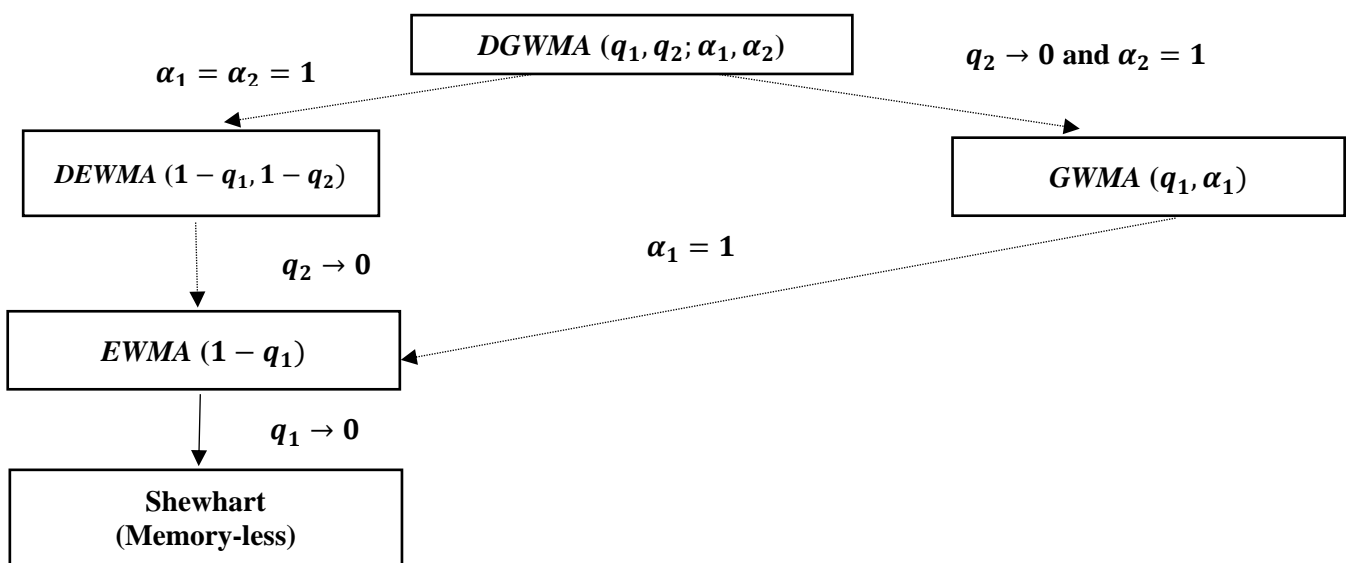 DGWMA (q₁, q₂; α₁, α₂)
q₂ → 0 and α₂ = 1
α₁ = α₂ = 1
DEWMA (1 − q₁, 1 − q₂)
GWMA (q₁, α₁)
α₁ = 1
q₂ → 0
EWMA (1 − q₁)
q₁ → 0
Shewhart
(Memory-less)